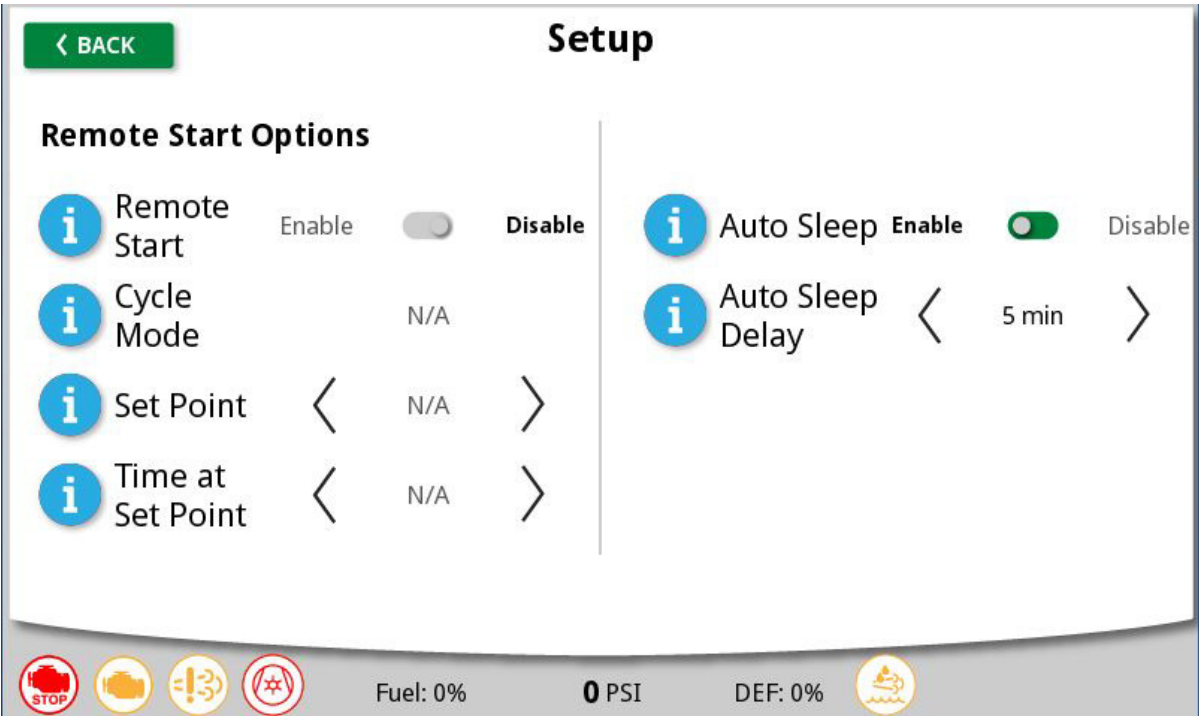 BACK
Setup
Remote Start Options
Remote
Start
Enable
Disable
Cycle
Mode
N/A
Set Point
N/A
Time at
Set Point
N/A
Auto Sleep
Enable
Disable
Auto Sleep
Delay
5 min
STOP
Fuel: 0%
0 PSI
DEF: 0%